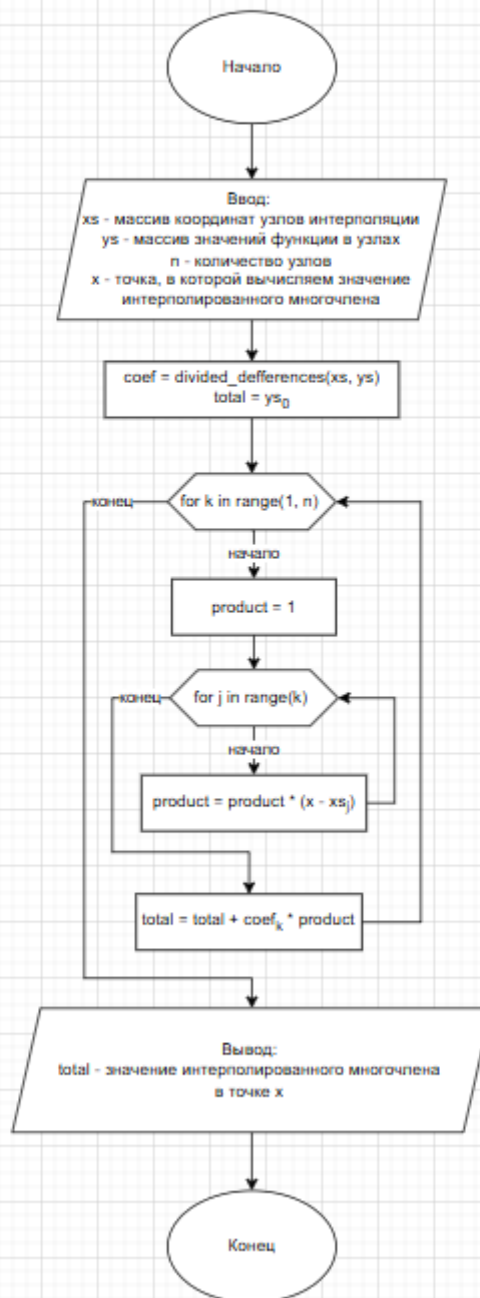 Начало
Ввод:
xs - массив координат узлов интерполяции
ys - массив значений функции в узлах
n - количество узлов
x - точка, в которой вычисляем значение
интерполированного многочлена
coef = divided_defferences(xs, ys)
total = ys₀
for k in range(1, n)
конец
начало
product = 1
for j in range(k)
конец
начало
product = product * (x - xsⱼ)
total = total + coefₖ * product
Вывод:
total - значение интерполированного многочлена
в точке x
Конец